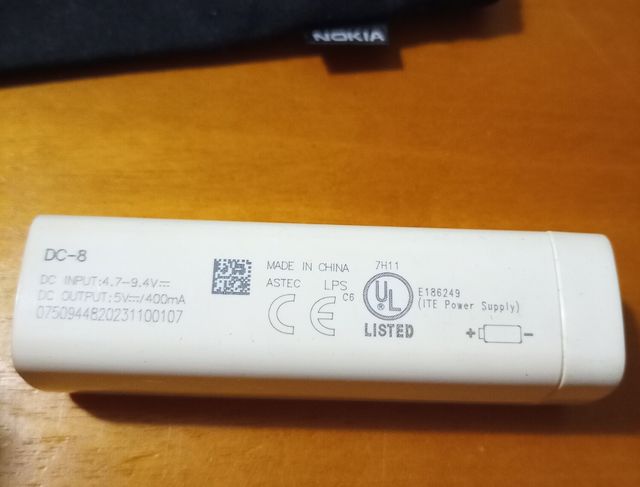 NOKIA
DC-8
DC INPUT:4.7-9.4V⎓
DC OUTPUT:5V⎓/400mA
0750944820231100107
MADE IN CHINA
ASTEC LPS
CE C6
7H11
UL
®
LISTED
E186249
(ITE Power Supply)
+ -